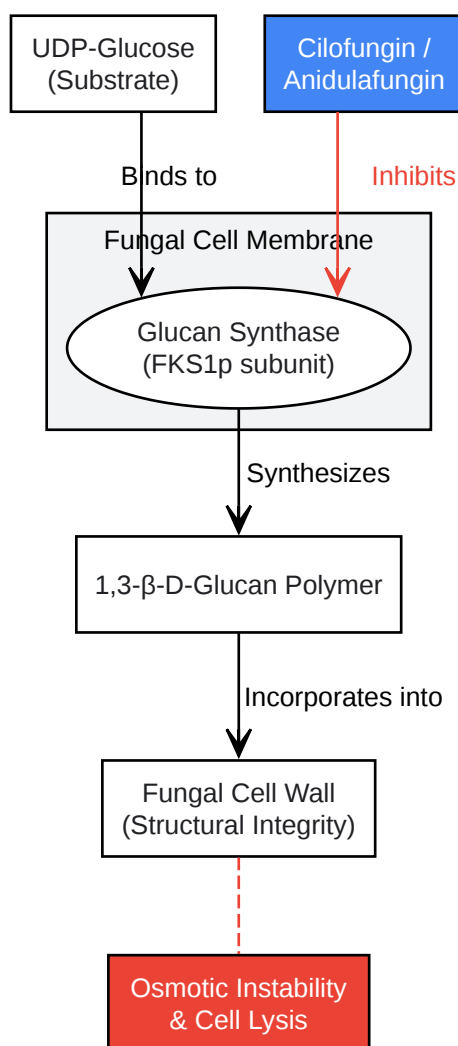 UDP-Glucose
(Substrate)
Cilofungin /
Anidulafungin
Binds to
Inhibits
Fungal Cell Membrane
Glucan Synthase
(FKS1p subunit)
Synthesizes
1,3-β-D-Glucan Polymer
Incorporates into
Fungal Cell Wall
(Structural Integrity)
Osmotic Instability
& Cell Lysis